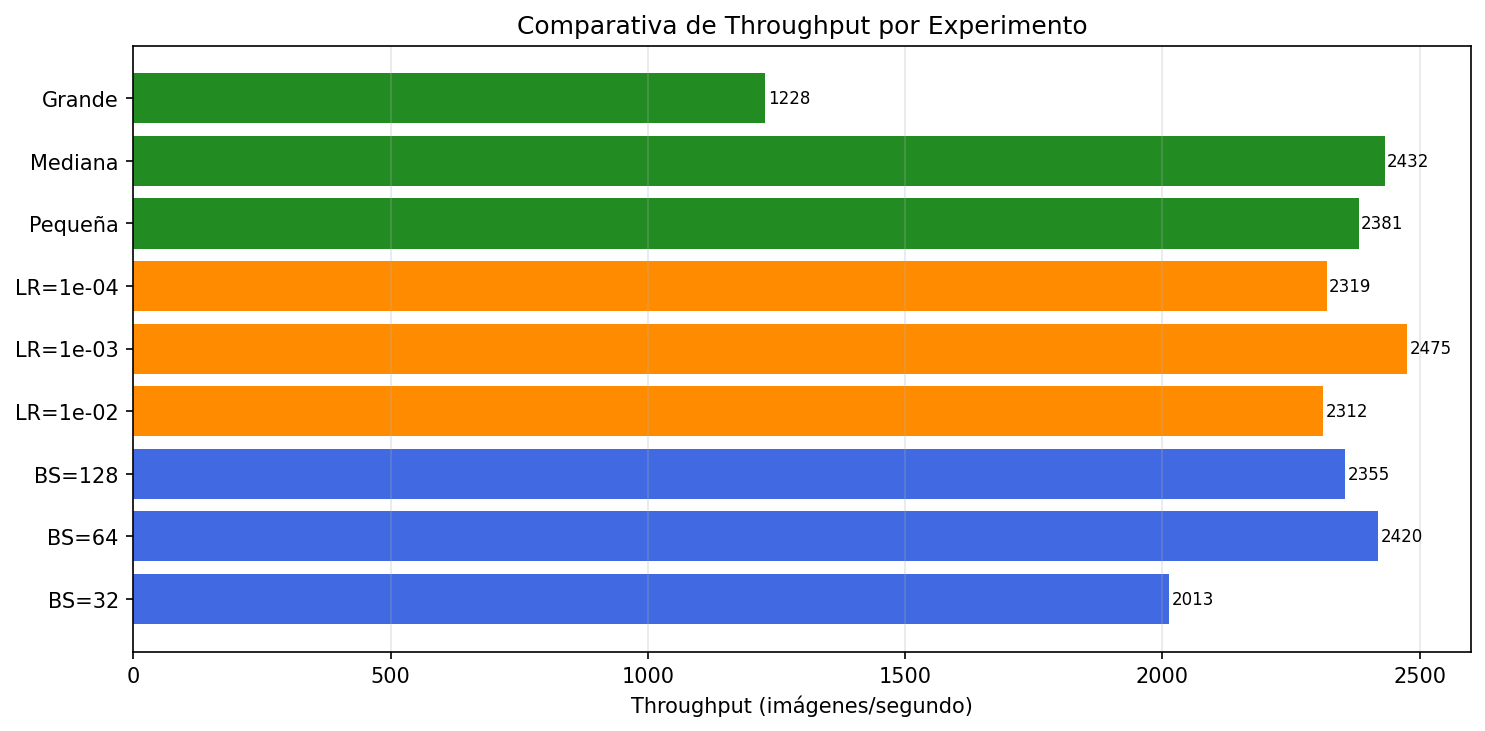 Comparativa de Throughput por Experimento
Grande 1228
Mediana 2432
Pequeña 2381
LR=1e-04 2319
LR=1e-03 2475
LR=1e-02 2312
BS=128 2355
BS=64 2420
BS=32 2013
0 500 1000 1500 2000 2500
Throughput (imágenes/segundo)